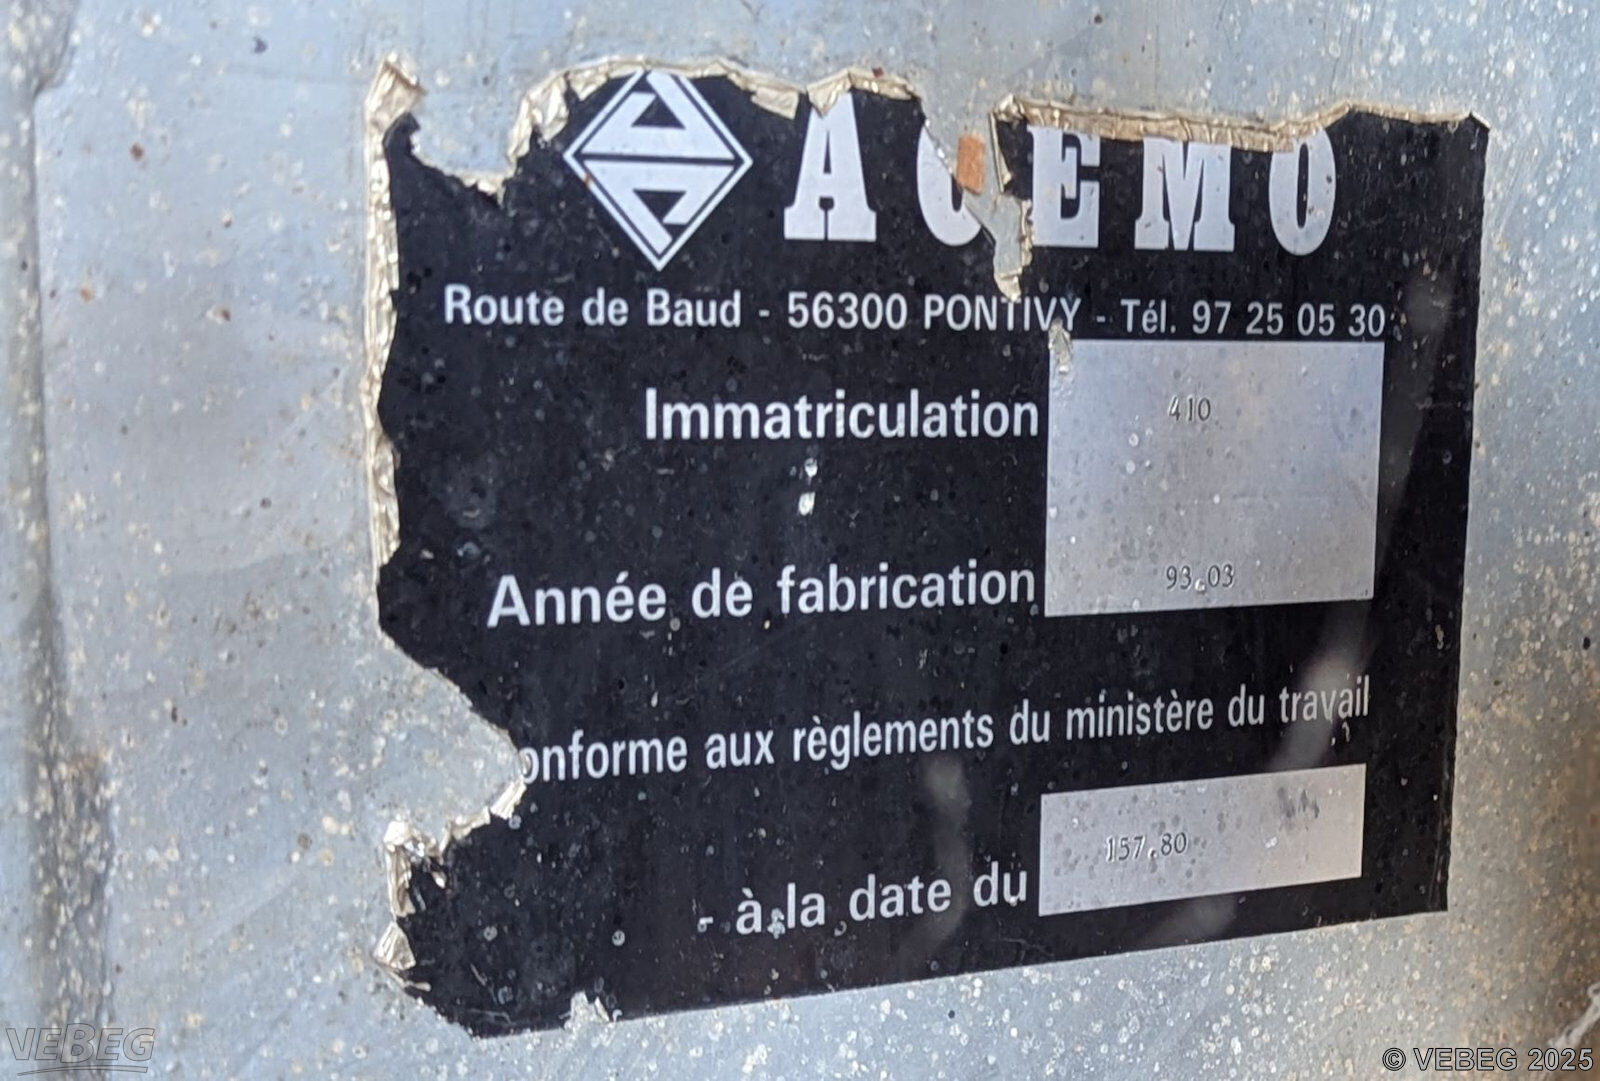 ACEMO
Route de Baud - 56300 PONTIVY - Tél. 97 25 05 30
Immatriculation 410
Année de fabrication 93.03
onforme aux règlements du ministère du travail
- à la date du 157.80
VEBEG
© VEBEG 2025